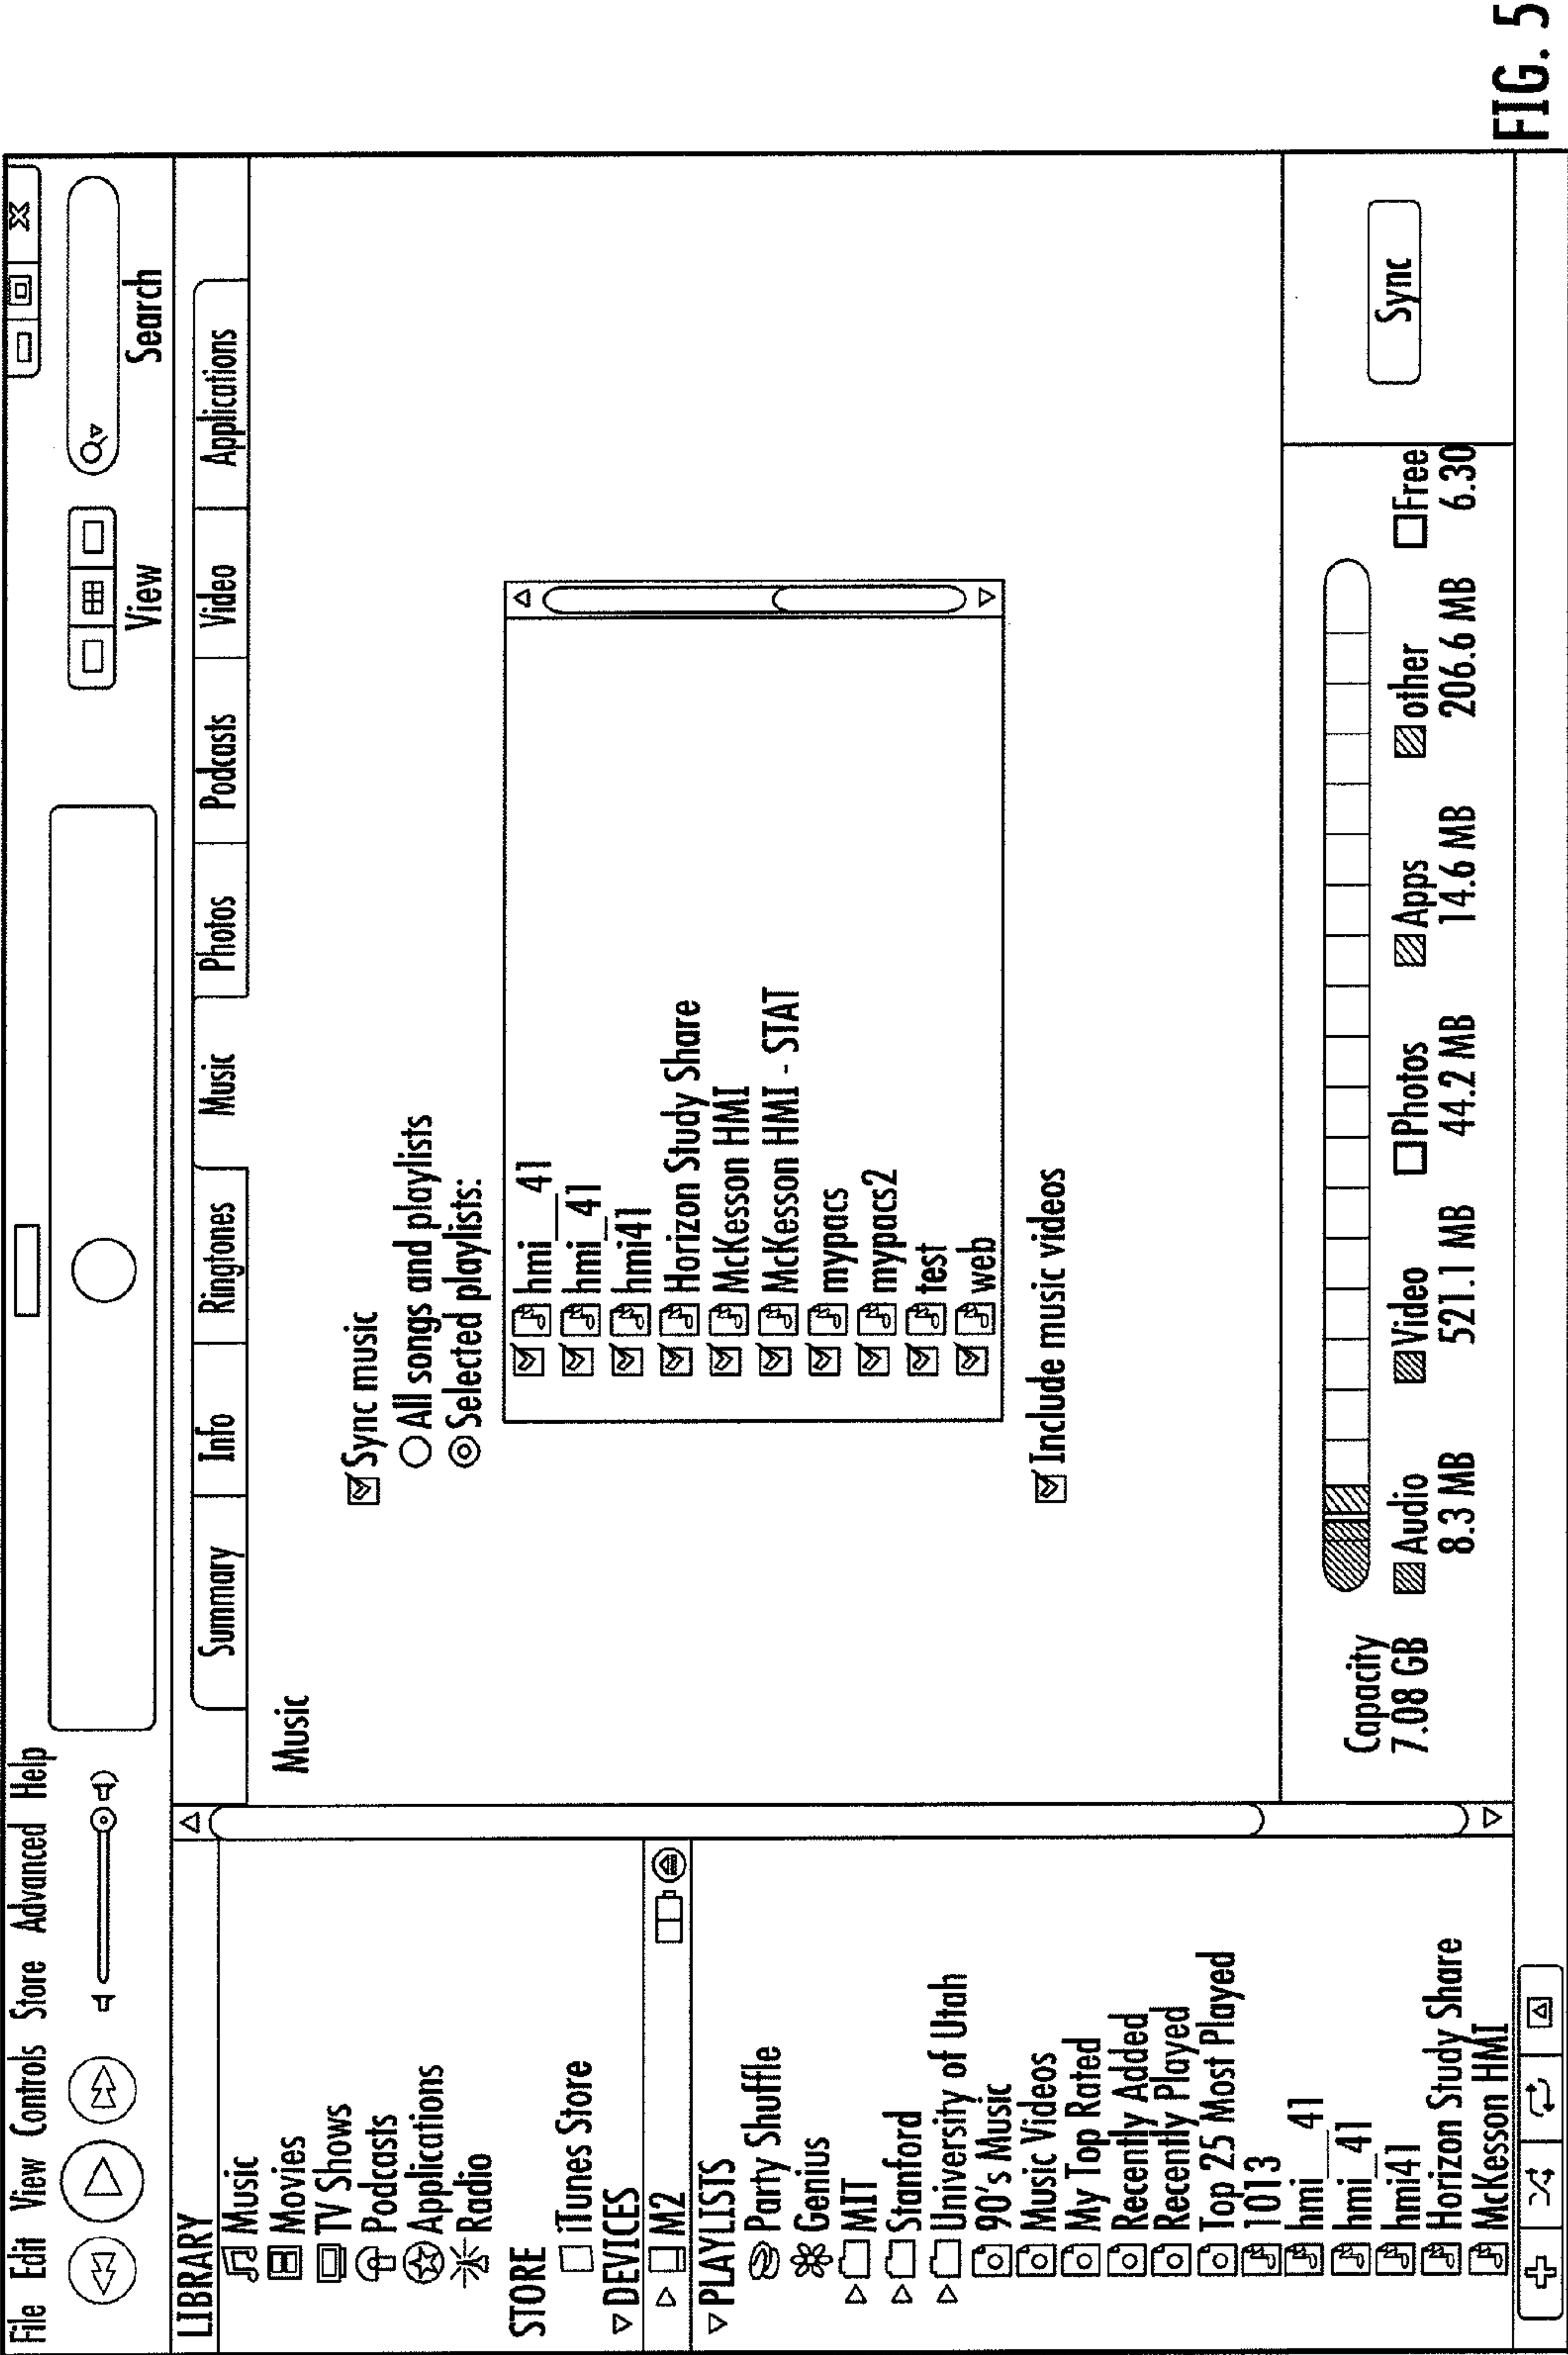 File Edit View Controls Store Advanced Help
View
Search
LIBRARY
Music
Movies
TV Shows
Podcasts
Applications
Radio
STORE
iTunes Store
DEVICES
M2
PLAYLISTS
Party Shuffle
Genius
MIT
Stanford
University of Utah
90's Music
Music Videos
My Top Rated
Recently Added
Recently Played
Top 25 Most Played
1013
hmi__41
hmi_41
hmi41
Horizon Study Share
McKesson HMI
Summary Info Ringtones Music Photos Podcasts Video Applications
Music
Sync music
All songs and playlists
Selected playlists:
hmi__41
hmi_41
hmi41
Horizon Study Share
McKesson HMI
McKesson HMI - STAT
mypacs
mypacs2
test
web
Include music videos
Capacity
7.08 GB
Audio Video Photos Apps other Free
8.3 MB 521.1 MB 44.2 MB 14.6 MB 206.6 MB 6.30
Sync
FIG. 5